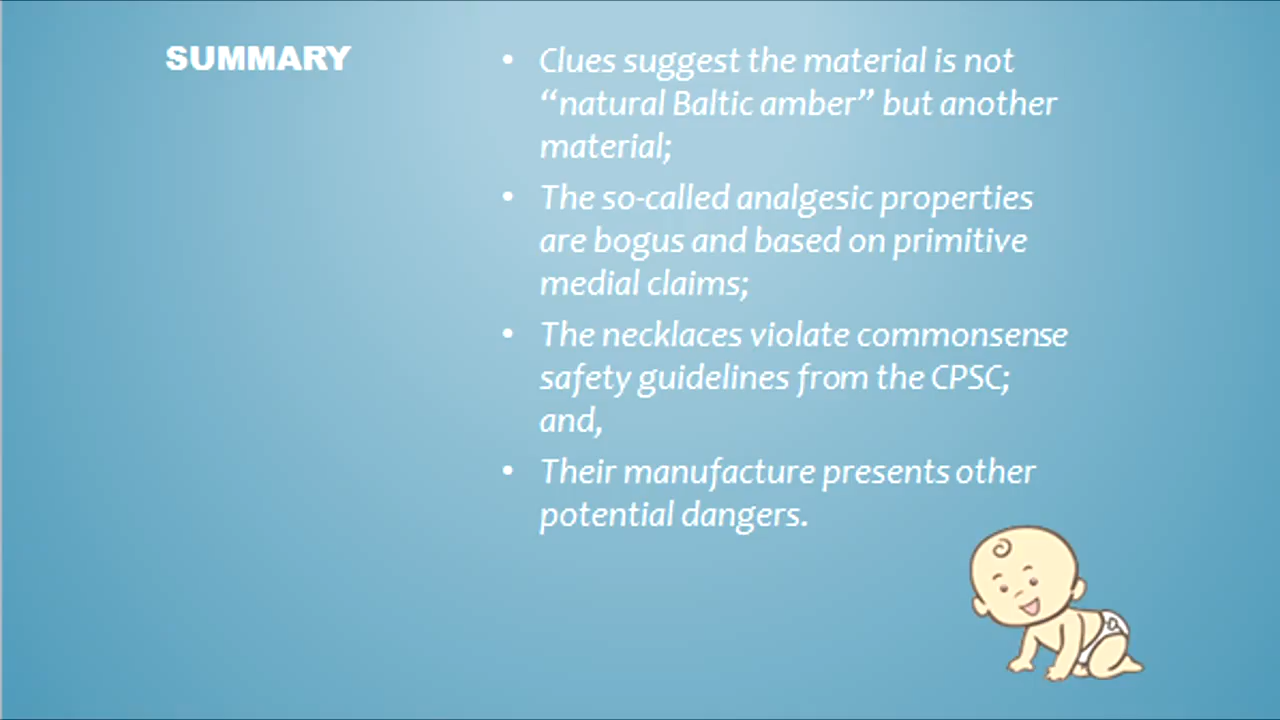 SUMMARY
• Clues suggest the material is not
“natural Baltic amber” but another
material;
• The so-called analgesic properties
are bogus and based on primitive
medial claims;
• The necklaces violate commonsense
safety guidelines from the CPSC;
and,
• Their manufacture presents other
potential dangers.